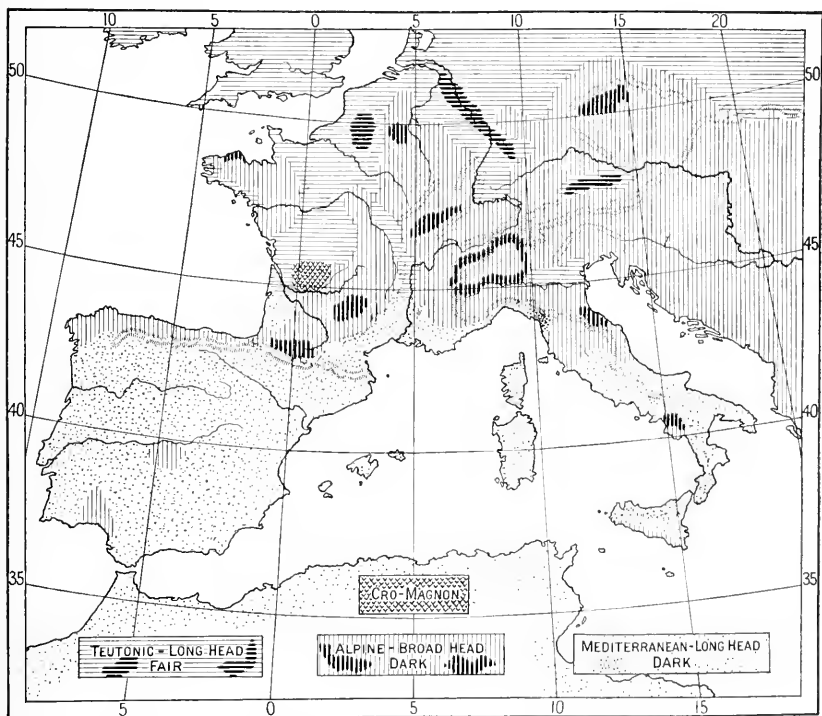 10 5 0 5 10 15 20
50 50
45 45
40 40
35 35
CRO-MAGNON
TEUTONIC = LONG HEAD
FAIR
ALPINE = BROAD HEAD
DARK
MEDITERRANEAN-LONG HEAD
DARK
5 0 5 10 15